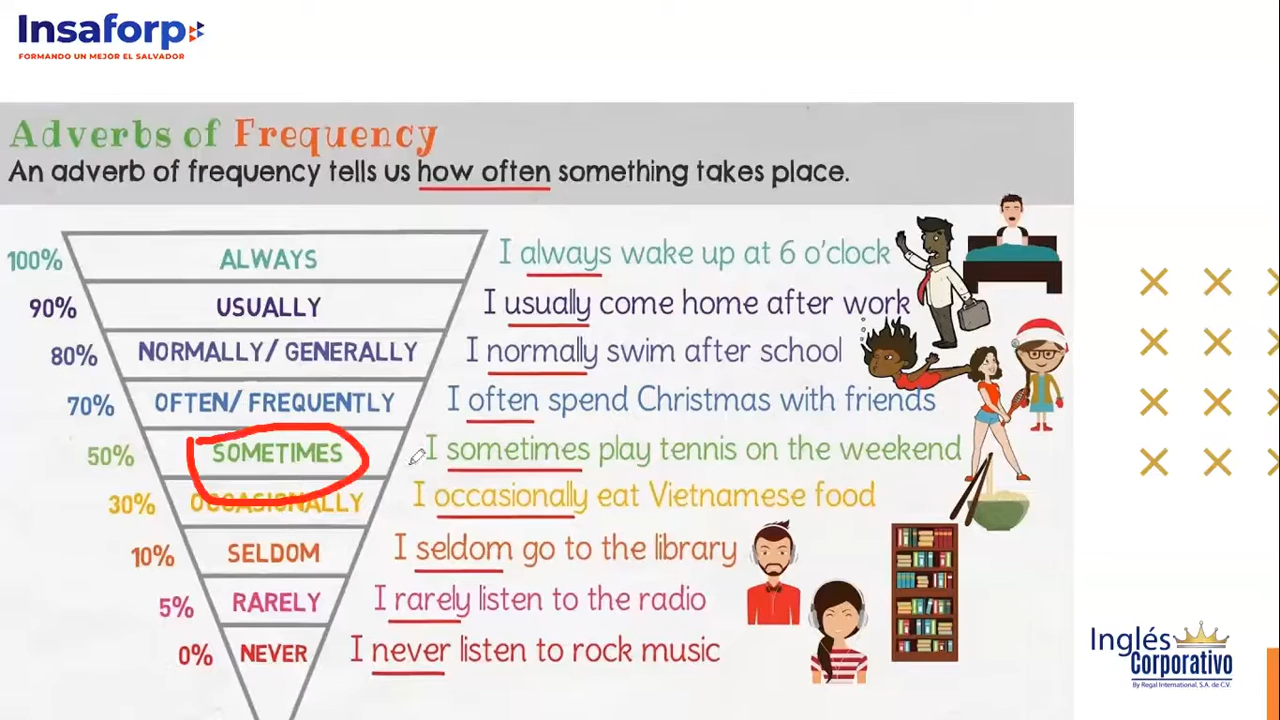 Insaforp
FORMANDO UN MEJOR EL SALVADOR
Adverbs of Frequency
An adverb of frequency tells us how often something takes place.
100% ALWAYS I always wake up at 6 o'clock
90% USUALLY I usually come home after work
80% NORMALLY/ GENERALLY I normally swim after school
70% OFTEN/ FREQUENTLY I often spend Christmas with friends
50% SOMETIMES I sometimes play tennis on the weekend
30% OCCASIONALLY I occasionally eat Vietnamese food
10% SELDOM I seldom go to the library
5% RARELY I rarely listen to the radio
0% NEVER I never listen to rock music
Inglés
Corporativo
By Regal International, S.A. de C.V.